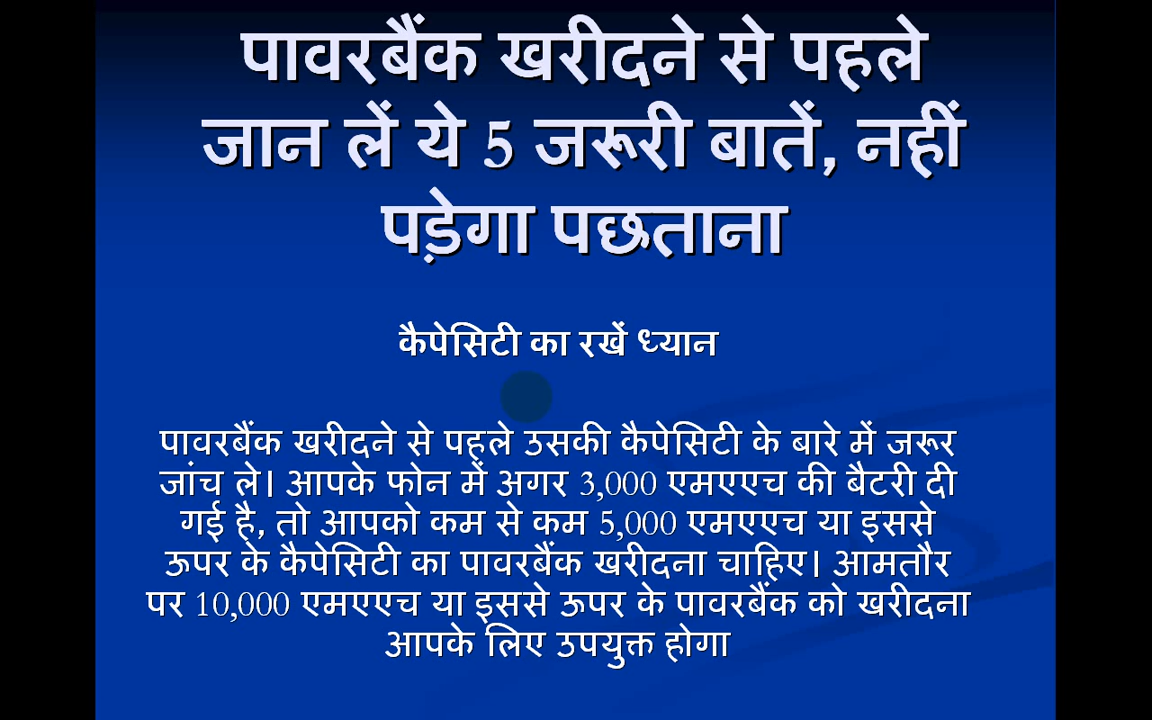 पावरबैंक खरीदने से पहले
जान लें ये 5 जरूरी बातें, नहीं
पड़ेगा पछताना
कैपेसिटी का रखें ध्यान
पावरबैंक खरीदने से पहले उसकी कैपेसिटी के बारे में जरूर
जांच ले। आपके फोन में अगर 3,000 एमएएच की बैटरी दी
गई है, तो आपको कम से कम 5,000 एमएएच या इससे
ऊपर के कैपेसिटी का पावरबैंक खरीदना चाहिए। आमतौर
पर 10,000 एमएएच या इससे ऊपर के पावरबैंक को खरीदना
आपके लिए उपयुक्त होगा